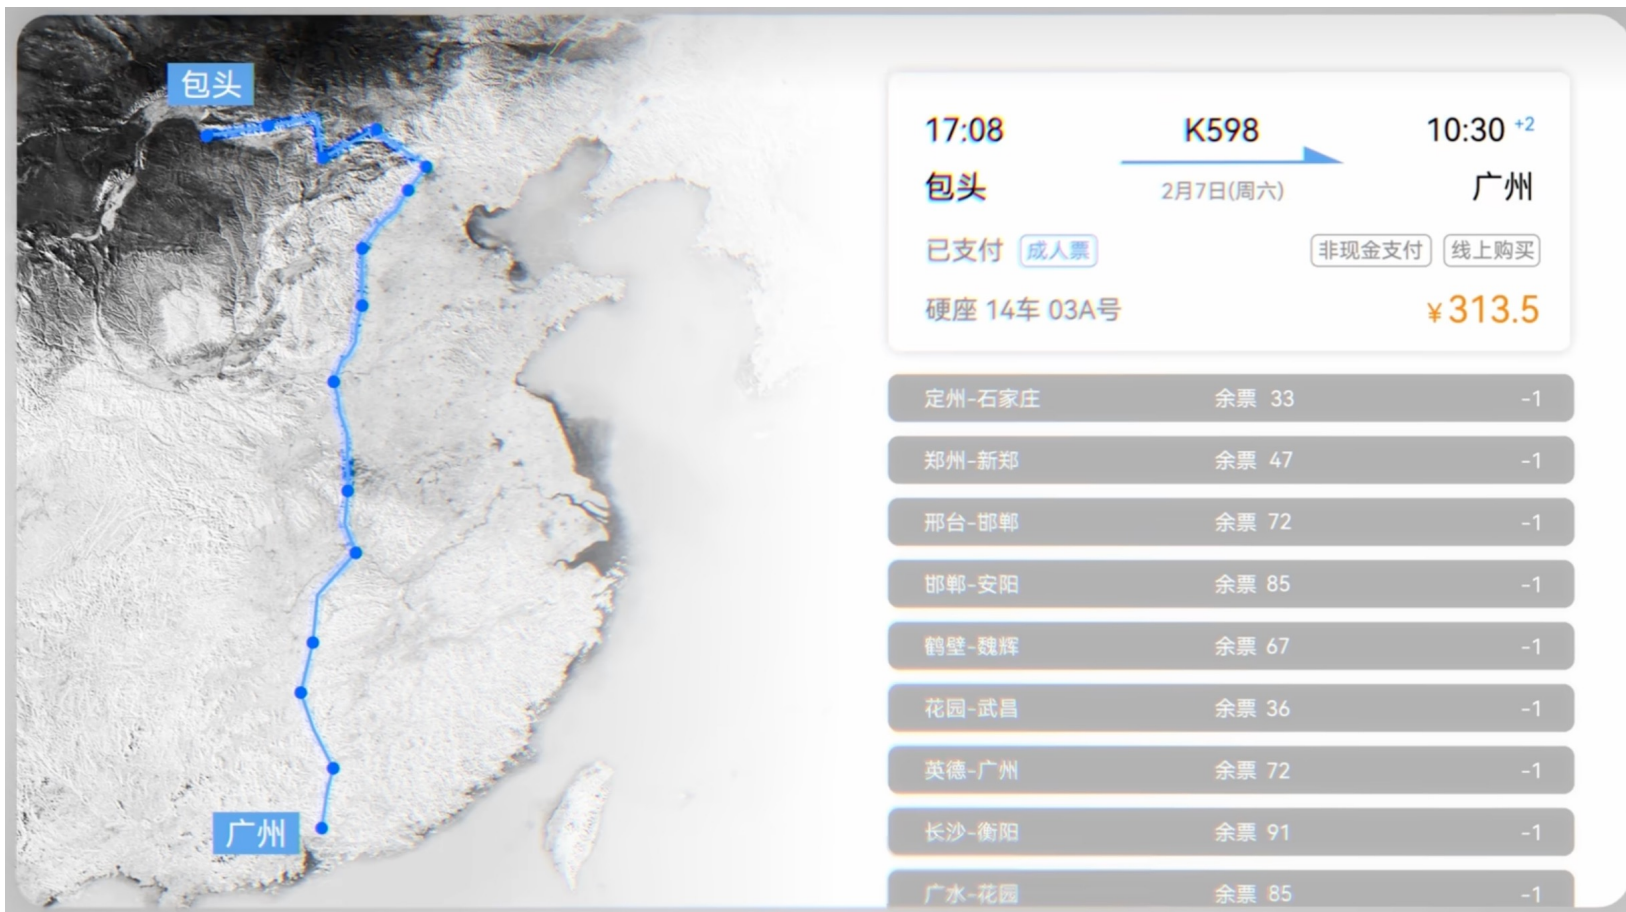 包头
广州
17:08 K598 10:30 +2
包头 2月7日(周六) 广州
已支付 成人票 非现金支付 线上购买
硬座 14车 03A号 ¥313.5
定州-石家庄 余票 33 -1
郑州-新郑 余票 47 -1
邢台-邯郸 余票 72 -1
邯郸-安阳 余票 85 -1
鹤壁-魏辉 余票 67 -1
花园-武昌 余票 36 -1
英德-广州 余票 72 -1
长沙-衡阳 余票 91 -1
广水-花园 余票 85 -1